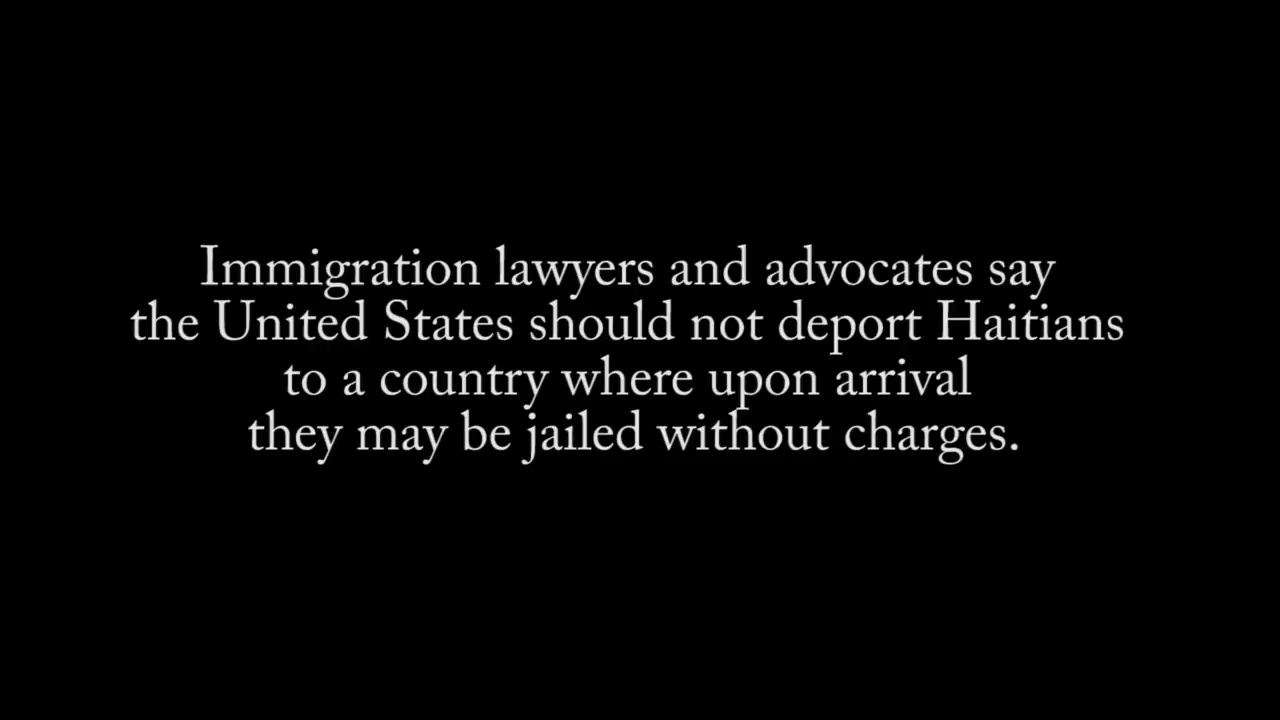 Immigration lawyers and advocates say
the United States should not deport Haitians
to a country where upon arrival
they may be jailed without charges.